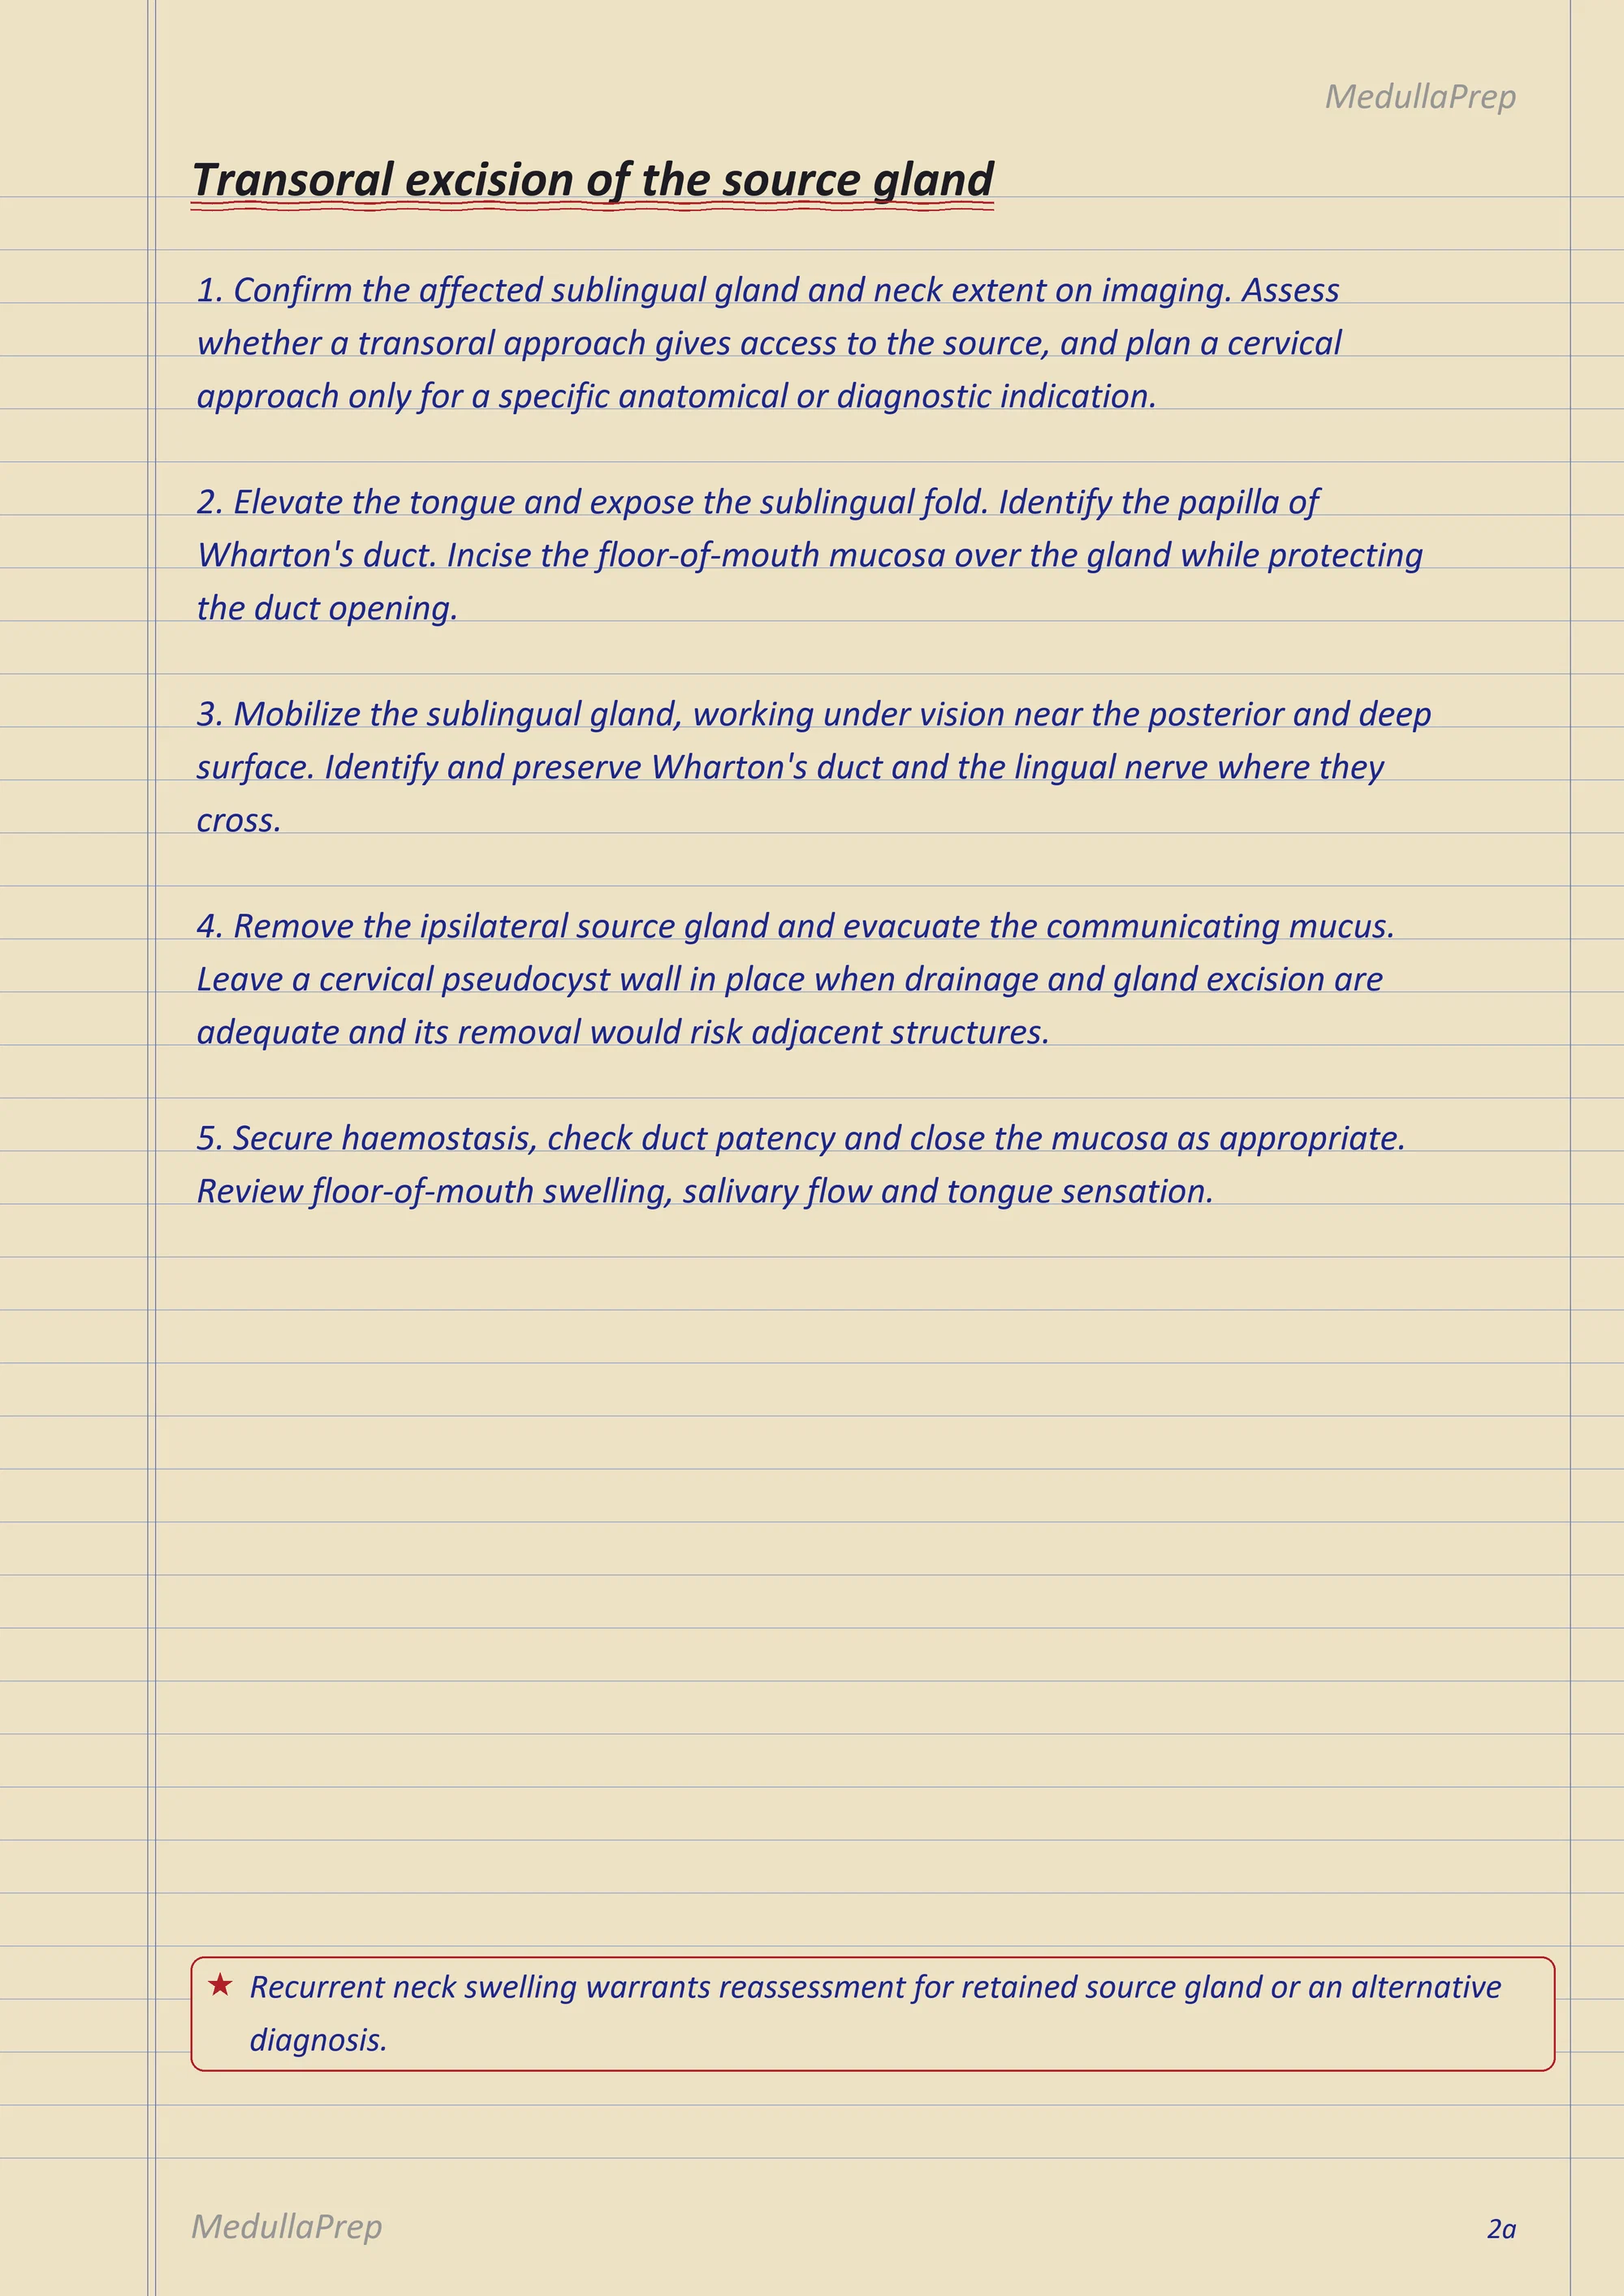 MedullaPrep
Transoral excision of the source gland
1. Confirm the affected sublingual gland and neck extent on imaging. Assess
whether a transoral approach gives access to the source, and plan a cervical
approach only for a specific anatomical or diagnostic indication.
2. Elevate the tongue and expose the sublingual fold. Identify the papilla of
Wharton's duct. Incise the floor-of-mouth mucosa over the gland while protecting
the duct opening.
3. Mobilize the sublingual gland, working under vision near the posterior and deep
surface. Identify and preserve Wharton's duct and the lingual nerve where they
cross.
4. Remove the ipsilateral source gland and evacuate the communicating mucus.
Leave a cervical pseudocyst wall in place when drainage and gland excision are
adequate and its removal would risk adjacent structures.
5. Secure haemostasis, check duct patency and close the mucosa as appropriate.
Review floor-of-mouth swelling, salivary flow and tongue sensation.
★ Recurrent neck swelling warrants reassessment for retained source gland or an alternative
diagnosis.
MedullaPrep
2a